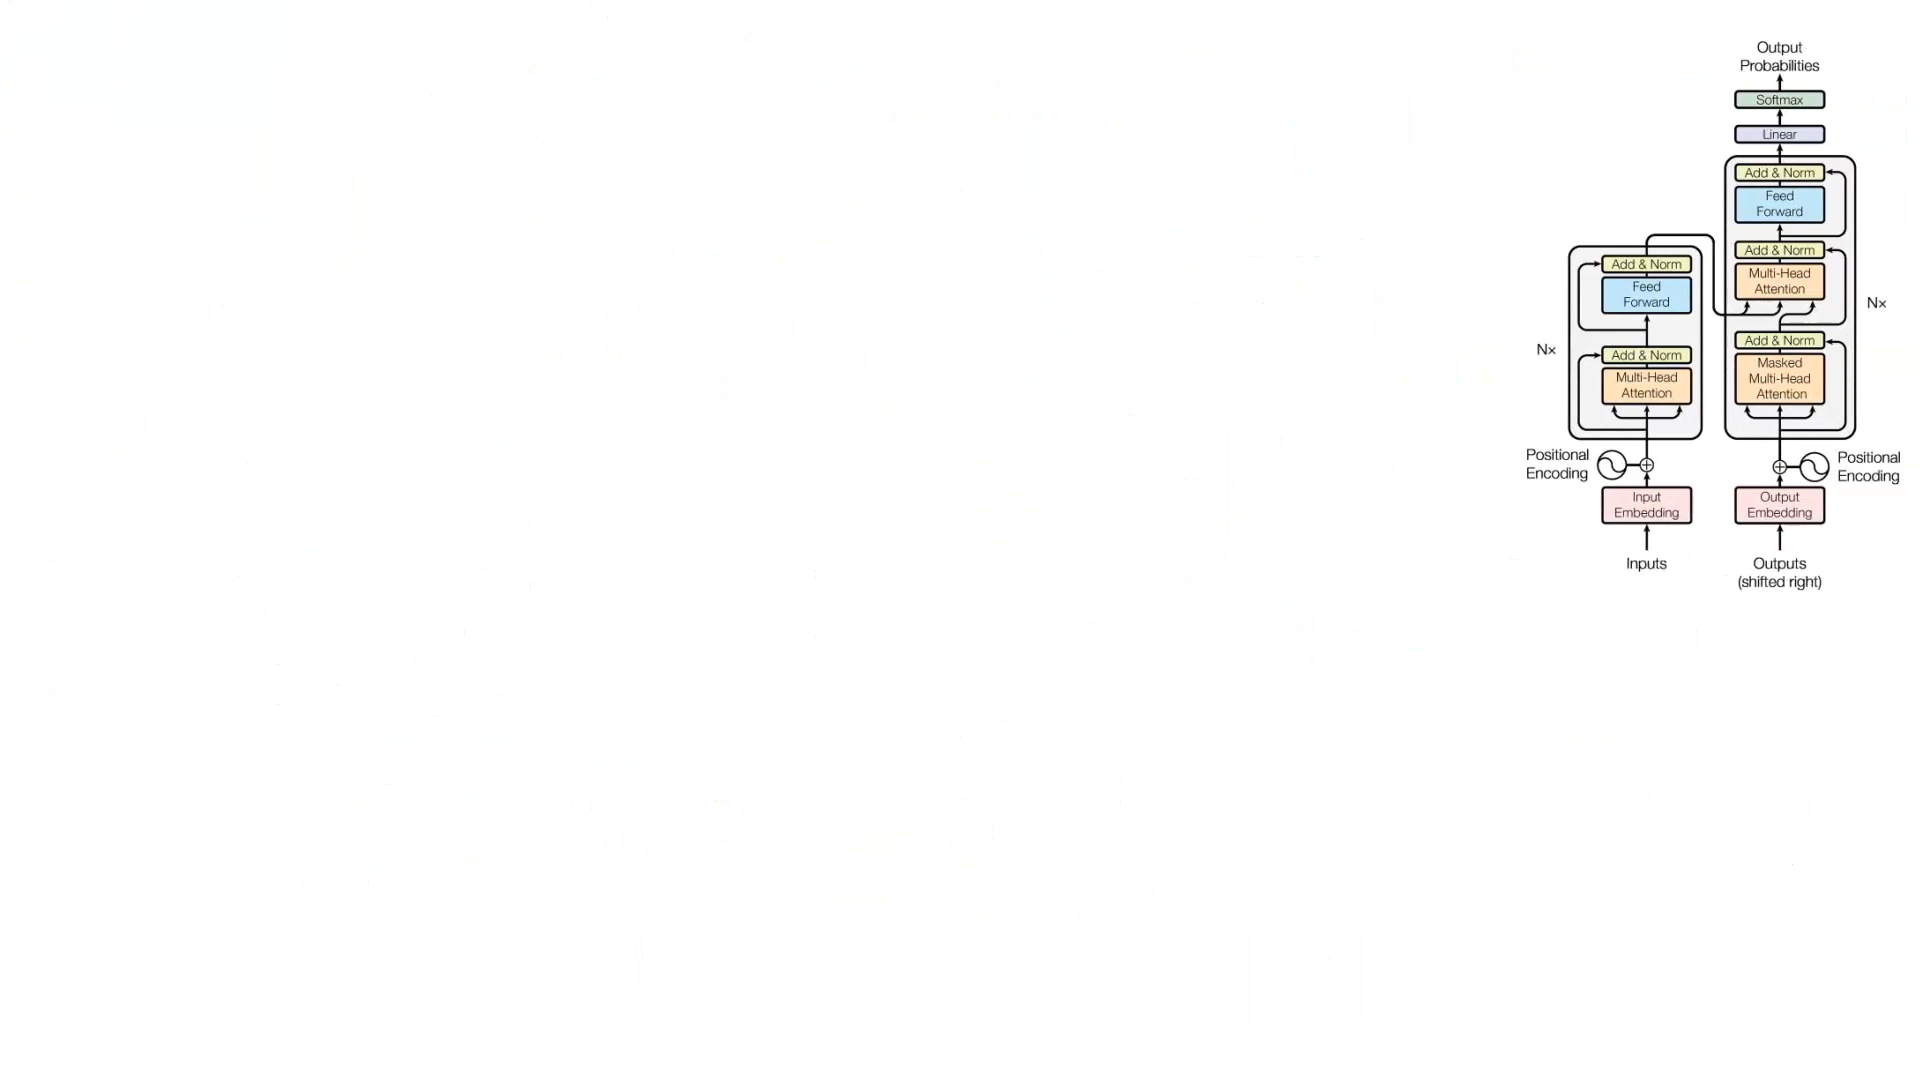 Output
Probabilities
Softmax
Linear
Add & Norm
Feed
Forward
Add & Norm
Multi-Head
Attention
Nx
Add & Norm
Masked
Multi-Head
Attention
Positional
Encoding
Output
Embedding
Outputs
(shifted right)
Add & Norm
Feed
Forward
Nx
Add & Norm
Multi-Head
Attention
Positional
Encoding
Input
Embedding
Inputs